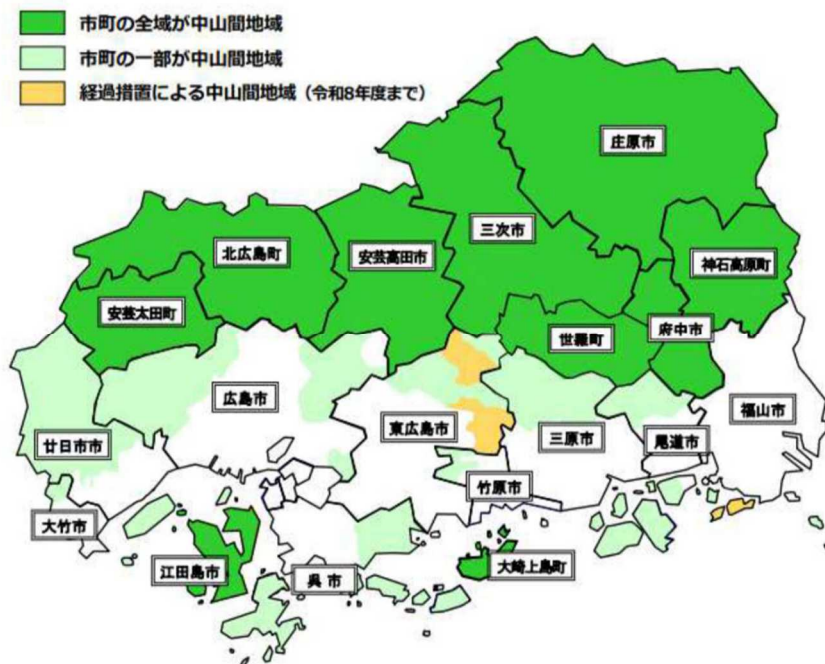 市町の全域が中山間地域
市町の一部が中山間地域
経過措置による中山間地域（令和8年度まで）
庄原市
三次市
北広島町
安芸高田市
神石高原町
安芸太田町
府中市
世羅町
広島市
福山市
東広島市
三原市
尾道市
廿日市市
竹原市
大竹市
江田島市
呉市
大崎上島町